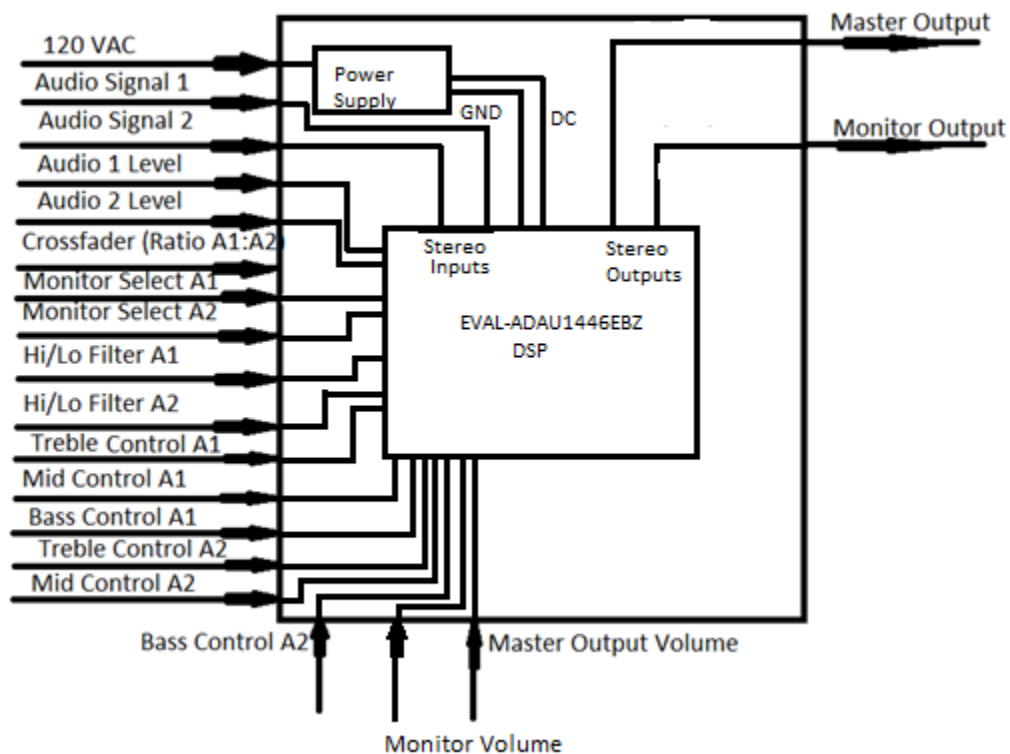 Master Output
120 VAC
Power
Supply
Audio Signal 1
GND
DC
Audio Signal 2
Monitor Output
Audio 1 Level
Audio 2 Level
Crossfader (Ratio A1:A2)
Stereo
Inputs
Stereo
Outputs
Monitor Select A1
Monitor Select A2
EVAL-ADAU1446EBZ
DSP
Hi/Lo Filter A1
Hi/Lo Filter A2
Treble Control A1
Mid Control A1
Bass Control A1
Treble Control A2
Mid Control A2
Bass Control A2
Master Output Volume
Monitor Volume